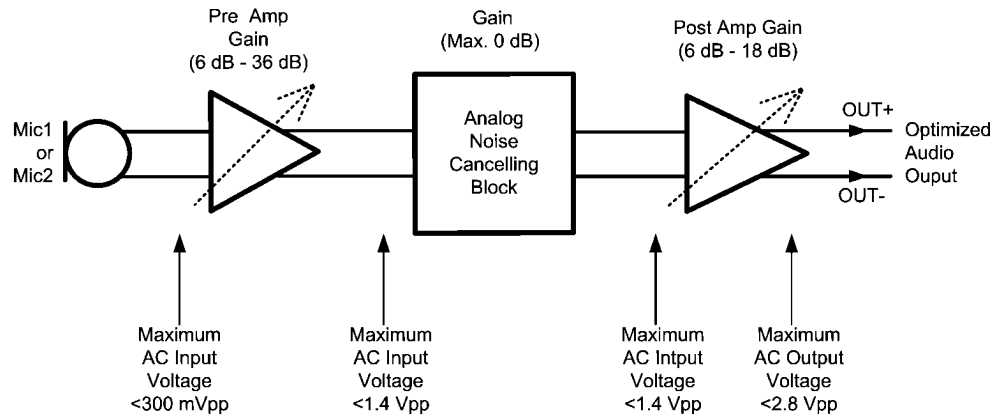 Pre Amp
Gain
(6 dB - 36 dB)
Gain
(Max. 0 dB)
Post Amp Gain
(6 dB - 18 dB)
Mic1
or
Mic2
Analog
Noise
Cancelling
Block
OUT+
OUT-
Optimized
Audio
Ouput
Maximum
AC Input
Voltage
<300 mVpp
Maximum
AC Input
Voltage
<1.4 Vpp
Maximum
AC Intput
Voltage
<1.4 Vpp
Maximum
AC Output
Voltage
<2.8 Vpp